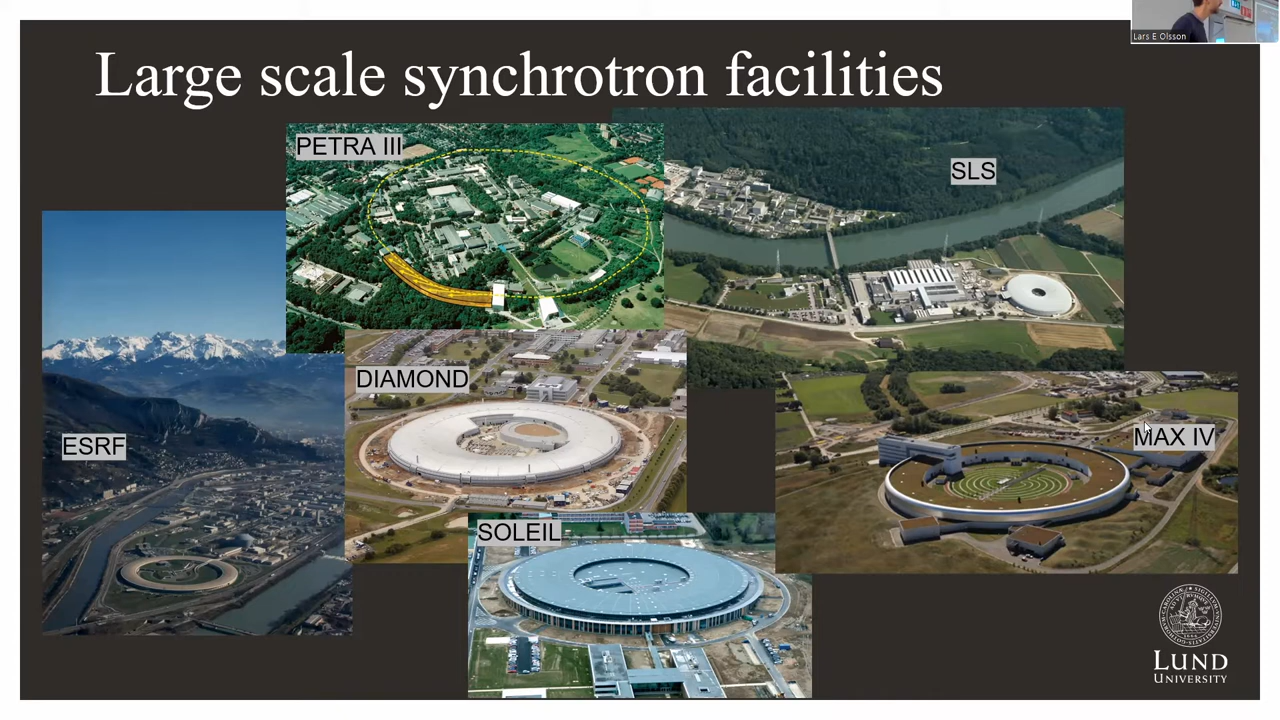 Lars E Olsson
Large scale synchrotron facilities
PETRA III
SLS
DIAMOND
MAX IV
ESRF
SOLEIL
LUND
UNIVERSITY